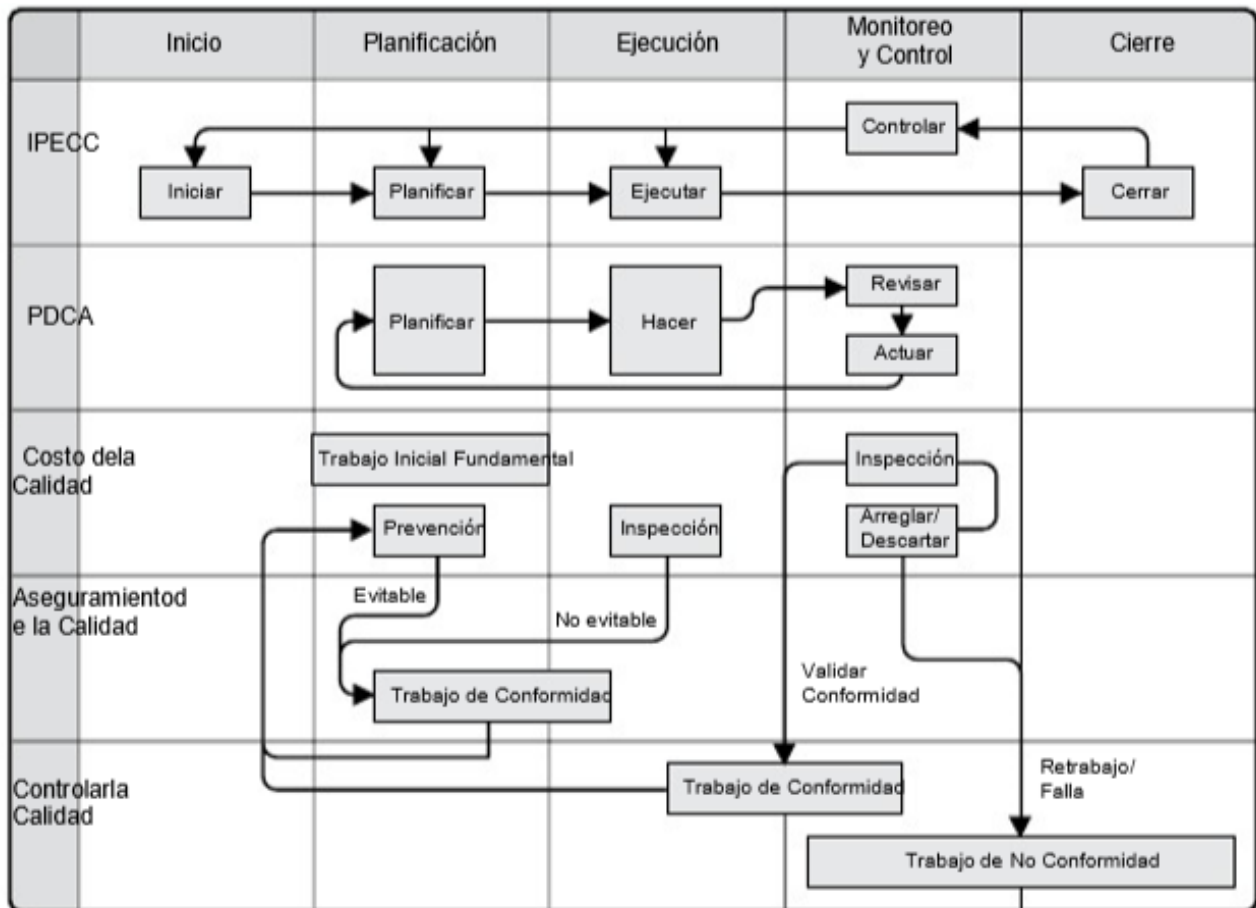 Inicio
Planificación
Ejecución
Monitoreo
y Control
Cierre
IPECC
Controlar
Iniciar
Planificar
Ejecutar
Cerrar
PDCA
Planificar
Hacer
Revisar
Actuar
Costo dela
Calidad
Trabajo Inicial Fundamental
Inspección
Prevención
Inspección
Arreglar/
Descartar
Aseguramientod
e la Calidad
Evitable
No evitable
Trabajo de Conformidad
Validar
Conformidad
Controlarla
Calidad
Trabajo de Conformidad
Retrabajo/
Falla
Trabajo de No Conformidad